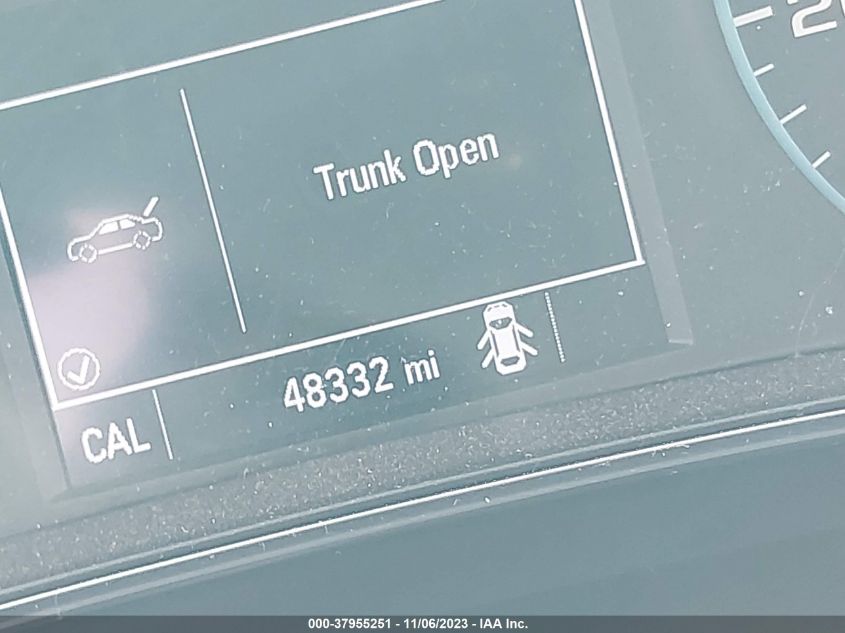 Trunk Open
48332 mi
CAL
000-37955251 - 11/06/2023 - IAA Inc.